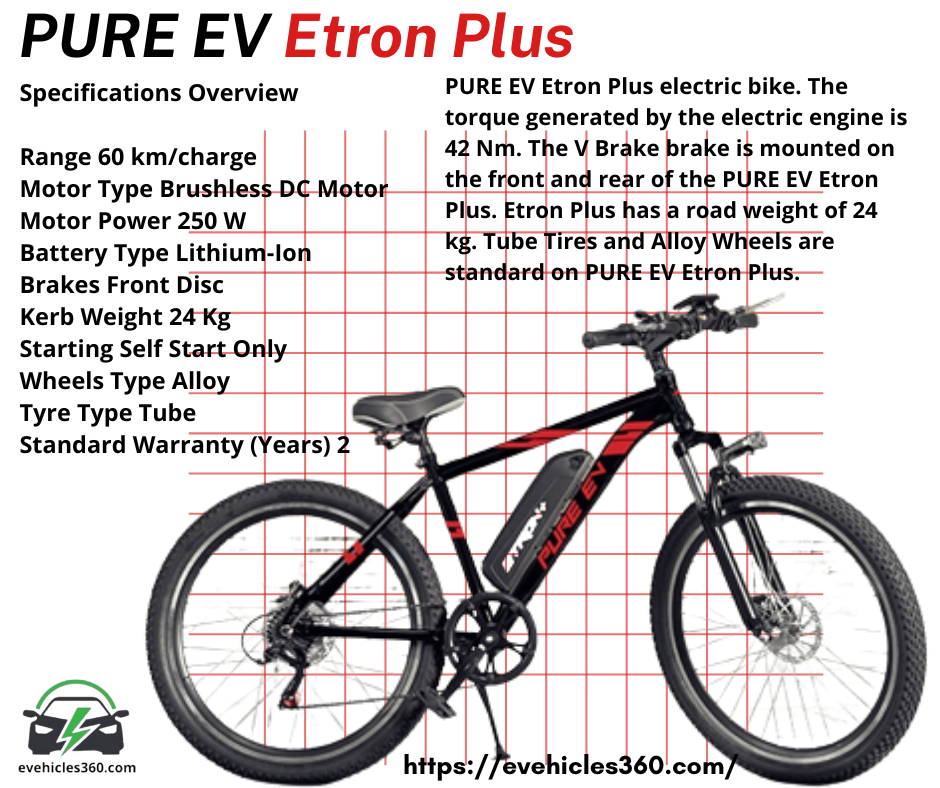 PURE EV Etron Plus
Specifications Overview
Range 60 km/charge
Motor Type Brushless DC Motor
Motor Power 250 W
Battery Type Lithium-Ion
Brakes Front Disc
Kerb Weight 24 Kg
Starting Self Start Only
Wheels Type Alloy
Tyre Type Tube
Standard Warranty (Years) 2
PURE EV Etron Plus electric bike. The
torque generated by the electric engine is
42 Nm. The V Brake brake is mounted on
the front and rear of the PURE EV Etron
Plus. Etron Plus has a road weight of 24
kg. Tube Tires and Alloy Wheels are
standard on PURE EV Etron Plus.
PURE EV
evehicles360.com
https://evehicles360.com/